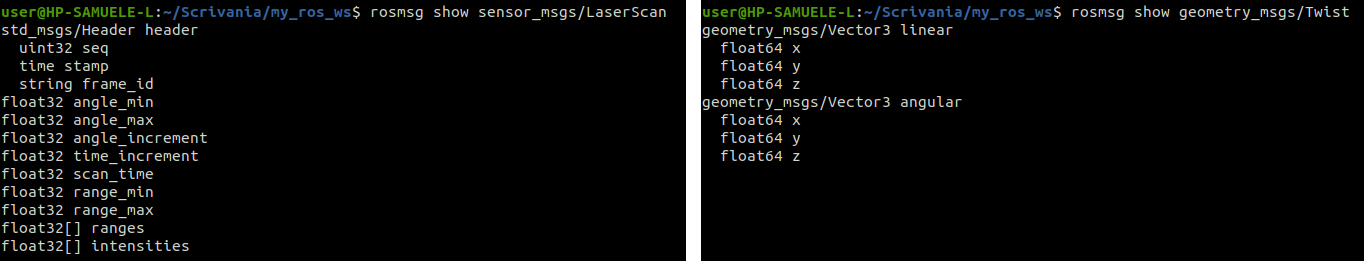 user@HP-SAMUELE-L:~/Scrivania/my_ros_ws$ rosmsg show sensor_msgs/LaserScan
std_msgs/Header header
  uint32 seq
  time stamp
  string frame_id
float32 angle_min
float32 angle_max
float32 angle_increment
float32 time_increment
float32 scan_time
float32 range_min
float32 range_max
float32[] ranges
float32[] intensities
user@HP-SAMUELE-L:~/Scrivania/my_ros_ws$ rosmsg show geometry_msgs/Twist
geometry_msgs/Vector3 linear
  float64 x
  float64 y
  float64 z
geometry_msgs/Vector3 angular
  float64 x
  float64 y
  float64 z